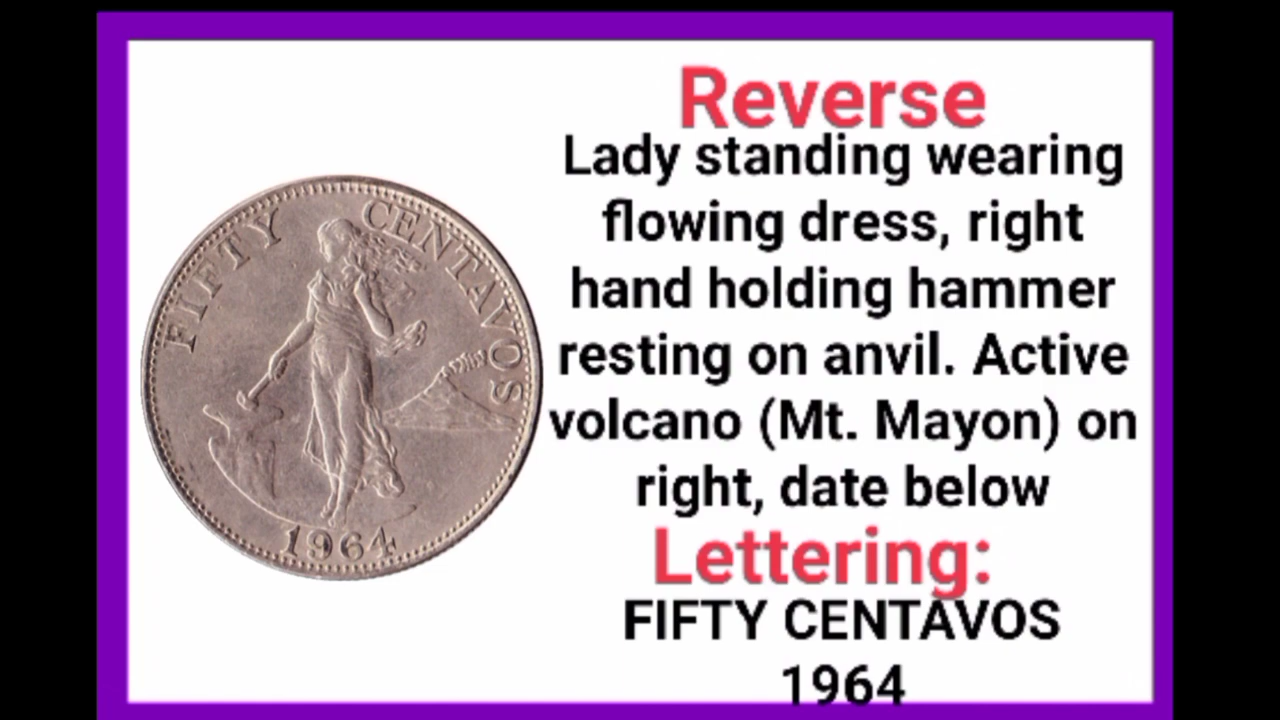 FIFTY CENTAVOS
1964
Reverse
Lady standing wearing
flowing dress, right
hand holding hammer
resting on anvil. Active
volcano (Mt. Mayon) on
right, date below
Lettering:
FIFTY CENTAVOS
1964